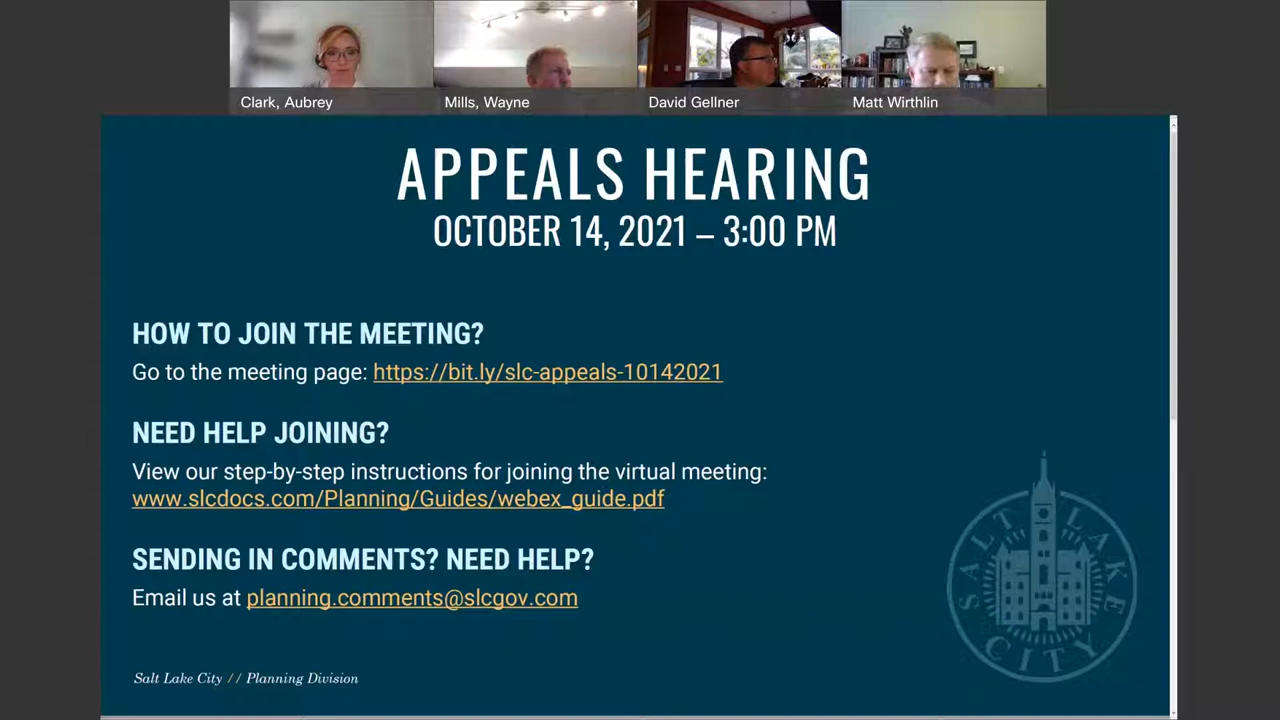 Clark, Aubrey
Mills, Wayne
David Gellner
Matt Wirthlin
APPEALS HEARING
OCTOBER 14, 2021 – 3:00 PM
HOW TO JOIN THE MEETING?
Go to the meeting page: https://bit.ly/slc-appeals-10142021
NEED HELP JOINING?
View our step-by-step instructions for joining the virtual meeting:
www.slcdocs.com/Planning/Guides/webex_guide.pdf
SENDING IN COMMENTS? NEED HELP?
Email us at planning.comments@slcgov.com
SALT LAKE
CITY
Salt Lake City // Planning Division